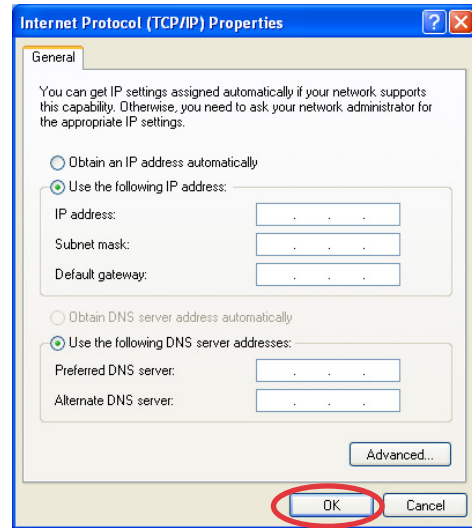 Internet Protocol (TCP/IP) Properties
General
You can get IP settings assigned automatically if your network supports
this capability. Otherwise, you need to ask your network administrator for
the appropriate IP settings.
Obtain an IP address automatically
Use the following IP address:
IP address:
Subnet mask:
Default gateway:
Obtain DNS server address automatically
Use the following DNS server addresses:
Preferred DNS server:
Alternate DNS server:
Advanced...
OK Cancel